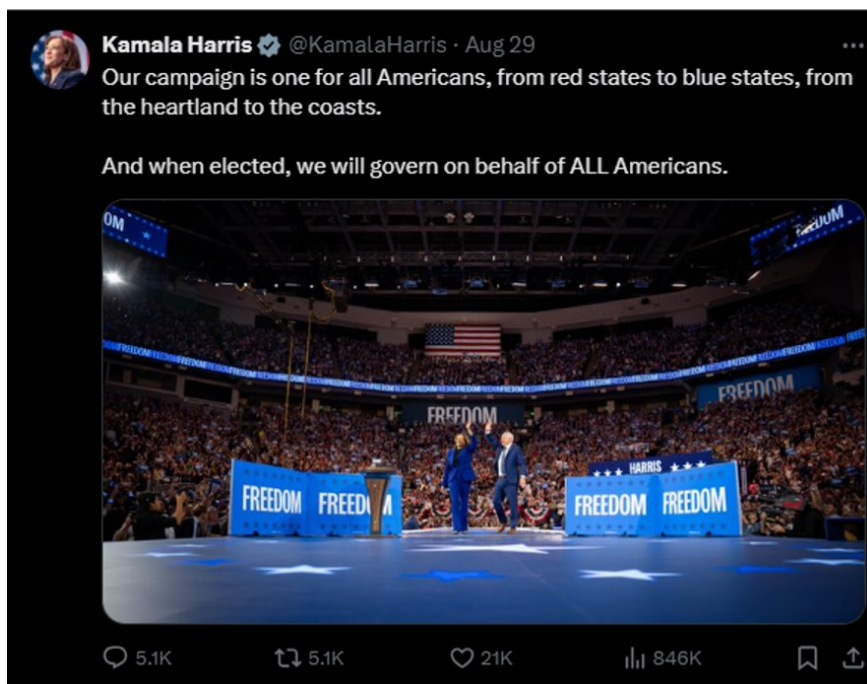 Kamala Harris @KamalaHarris · Aug 29
Our campaign is one for all Americans, from red states to blue states, from
the heartland to the coasts.
And when elected, we will govern on behalf of ALL Americans.
FREEDOM
FREEDOM
FREEDOM
HARRIS
FREEDOM
FREEDOM
FREEDOM
FREEDOM
5.1K 5.1K 21K 846K